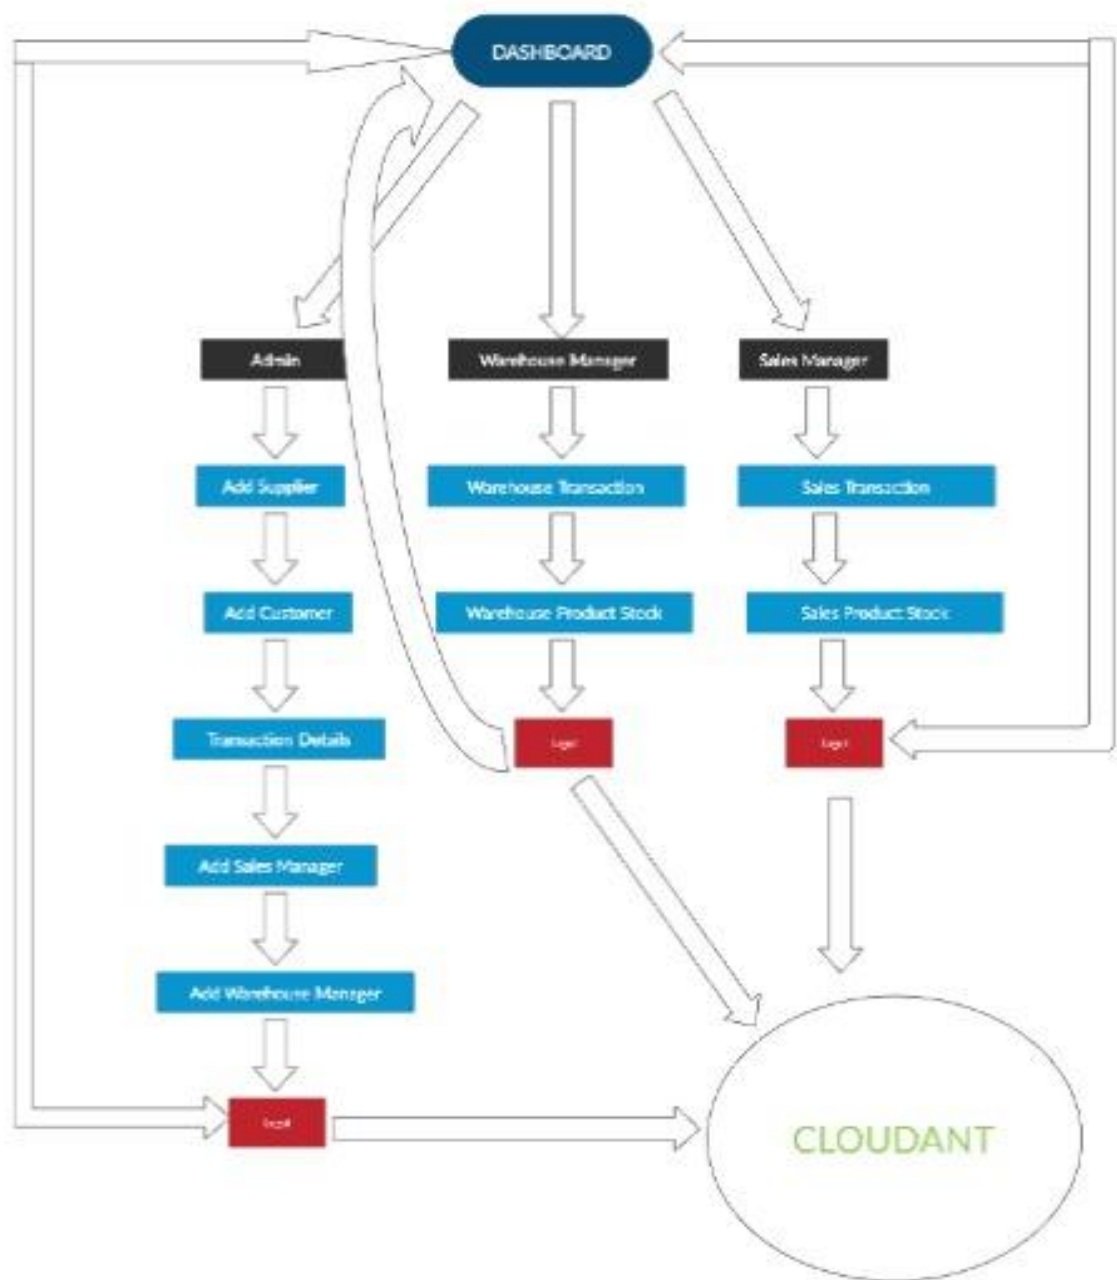 DASHBOARD
Admin
Warehouse Manager
Sales Manager
Add Supplier
Warehouse Transaction
Sales Transaction
Add Customer
Warehouse Product Stock
Sales Product Stock
Transaction Details
Add Sales Manager
Add Warehouse Manager
CLOUDANT